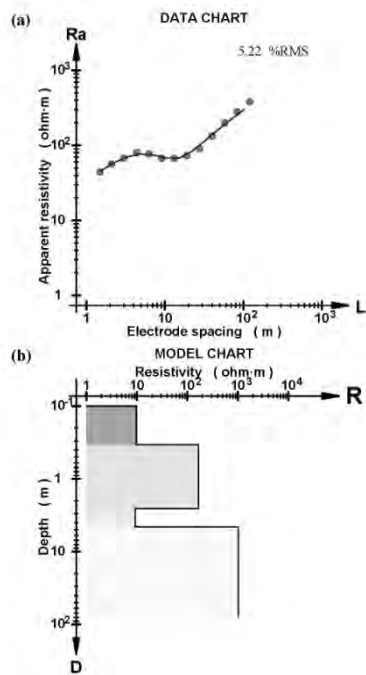 (a)
DATA CHART
Ra
5.22 %RMS
10³
10²
10
1
Apparent resistivity ( ohm·m )
1 10 10² 10³
L
Electrode spacing ( m )
(b)
MODEL CHART
Resistivity ( ohm·m )
1 10 10² 10³ 10⁴
R
10⁻¹
1
10
10²
Depth ( m )
D